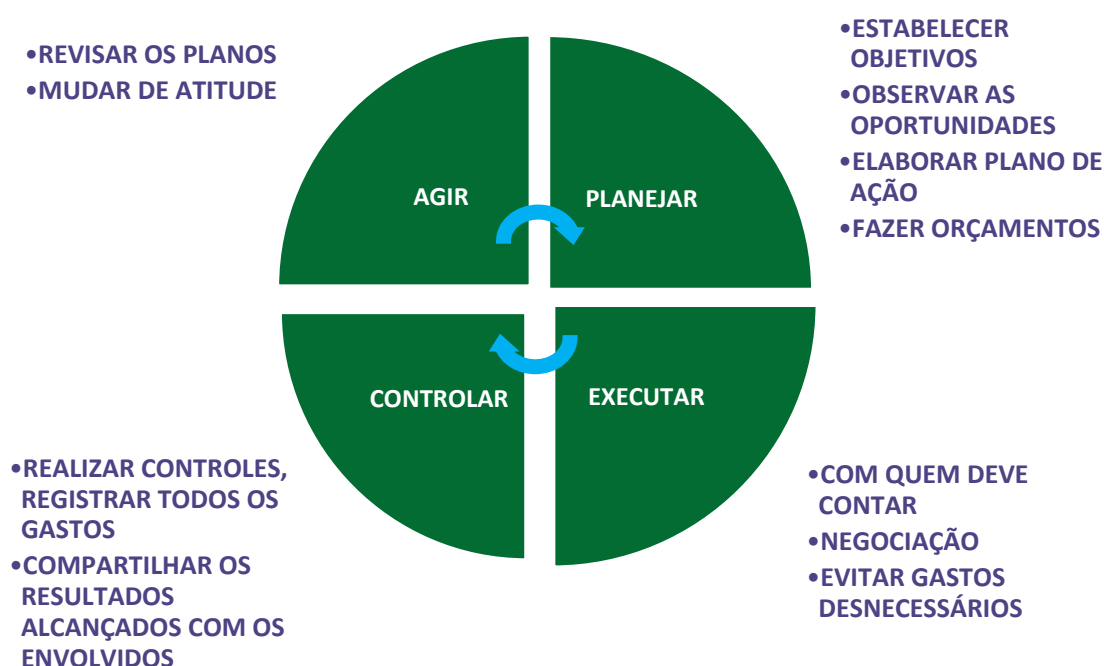 •REVISAR OS PLANOS
•MUDAR DE ATITUDE
•ESTABELECER
OBJETIVOS
•OBSERVAR AS
OPORTUNIDADES
•ELABORAR PLANO DE
AÇÃO
•FAZER ORÇAMENTOS
AGIR
PLANEJAR
CONTROLAR
EXECUTAR
•REALIZAR CONTROLES,
REGISTRAR TODOS OS
GASTOS
•COMPARTILHAR OS
RESULTADOS
ALCANÇADOS COM OS
ENVOLVIDOS
•COM QUEM DEVE
CONTAR
•NEGOCIAÇÃO
•EVITAR GASTOS
DESNECESSÁRIOS